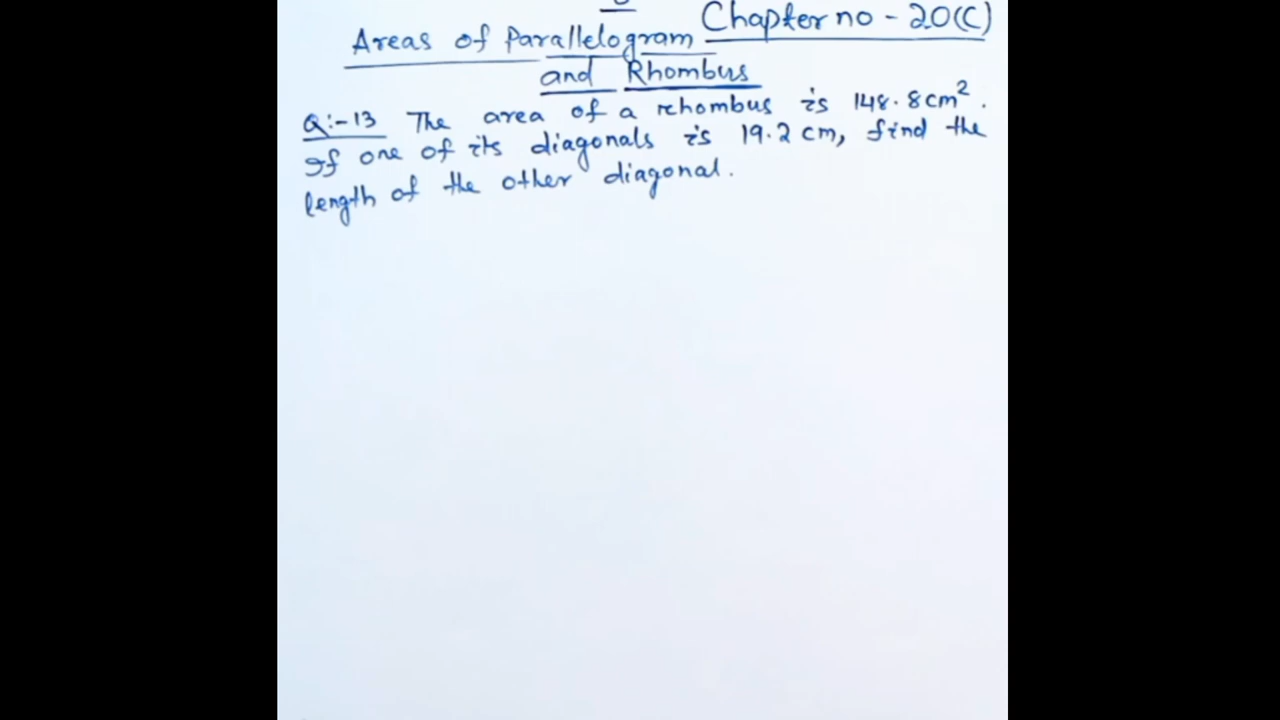 Chapter no - 20(C)
Areas of Parallelogram
and Rhombus
Q:-13 The area of a rhombus is 148.8cm².
If one of its diagonals is 19.2 cm, find the
length of the other diagonal.